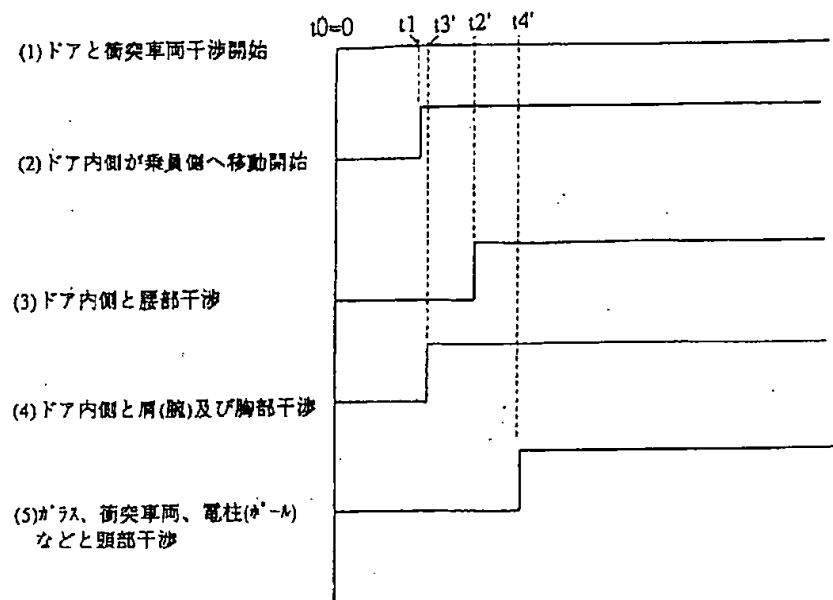 t0=0
t1
t3'
t2'
t4'
(1)ドアと衝突車両干渉開始
(2)ドア内側が乗員側へ移動開始
(3)ドア内側と腰部干渉
(4)ドア内側と肩(腕)及び胸部干渉
(5)ガラス、衝突車両、電柱(ポール)
などと頭部干渉